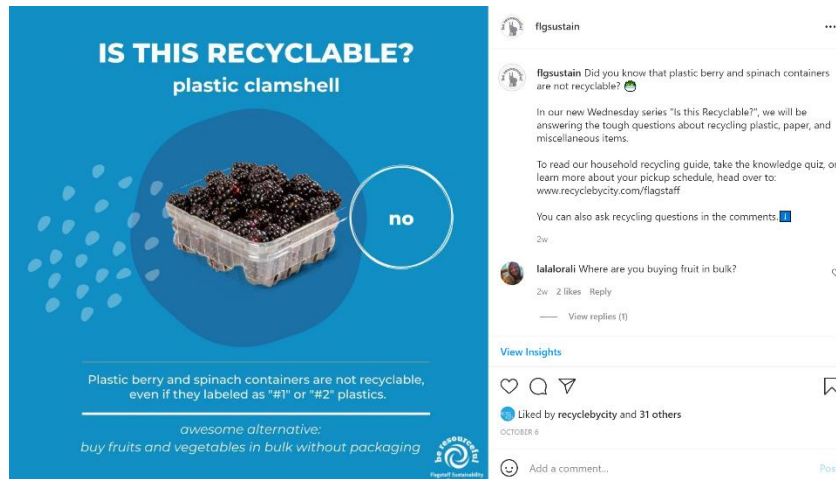 IS THIS RECYCLABLE?
plastic clamshell
no
Plastic berry and spinach containers are not recyclable,
even if they labeled as "#1" or "#2" plastics.
awesome alternative:
buy fruits and vegetables in bulk without packaging
be resourceful
Flagstaff Sustainability
flgsustain
flgsustain Did you know that plastic berry and spinach containers
are not recyclable?
In our new Wednesday series "Is this Recyclable?", we will be
answering the tough questions about recycling plastic, paper, and
miscellaneous items.
To read our household recycling guide, take the knowledge quiz, or
learn more about your pickup schedule, head over to:
www.recyclebycity.com/flagstaff
You can also ask recycling questions in the comments.
2w
lalalorali Where are you buying fruit in bulk?
2w 2 likes Reply
View replies (1)
View Insights
Liked by recyclebycity and 31 others
OCTOBER 6
Add a comment...
Pos